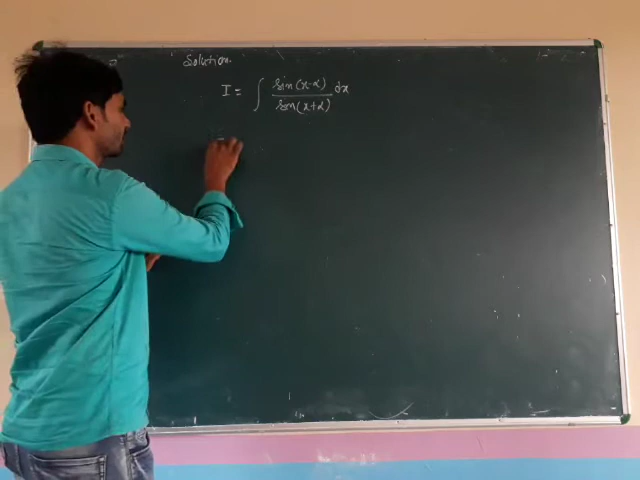 Solution.
I = ∫ sin(x-α)/sin(x+α) dx